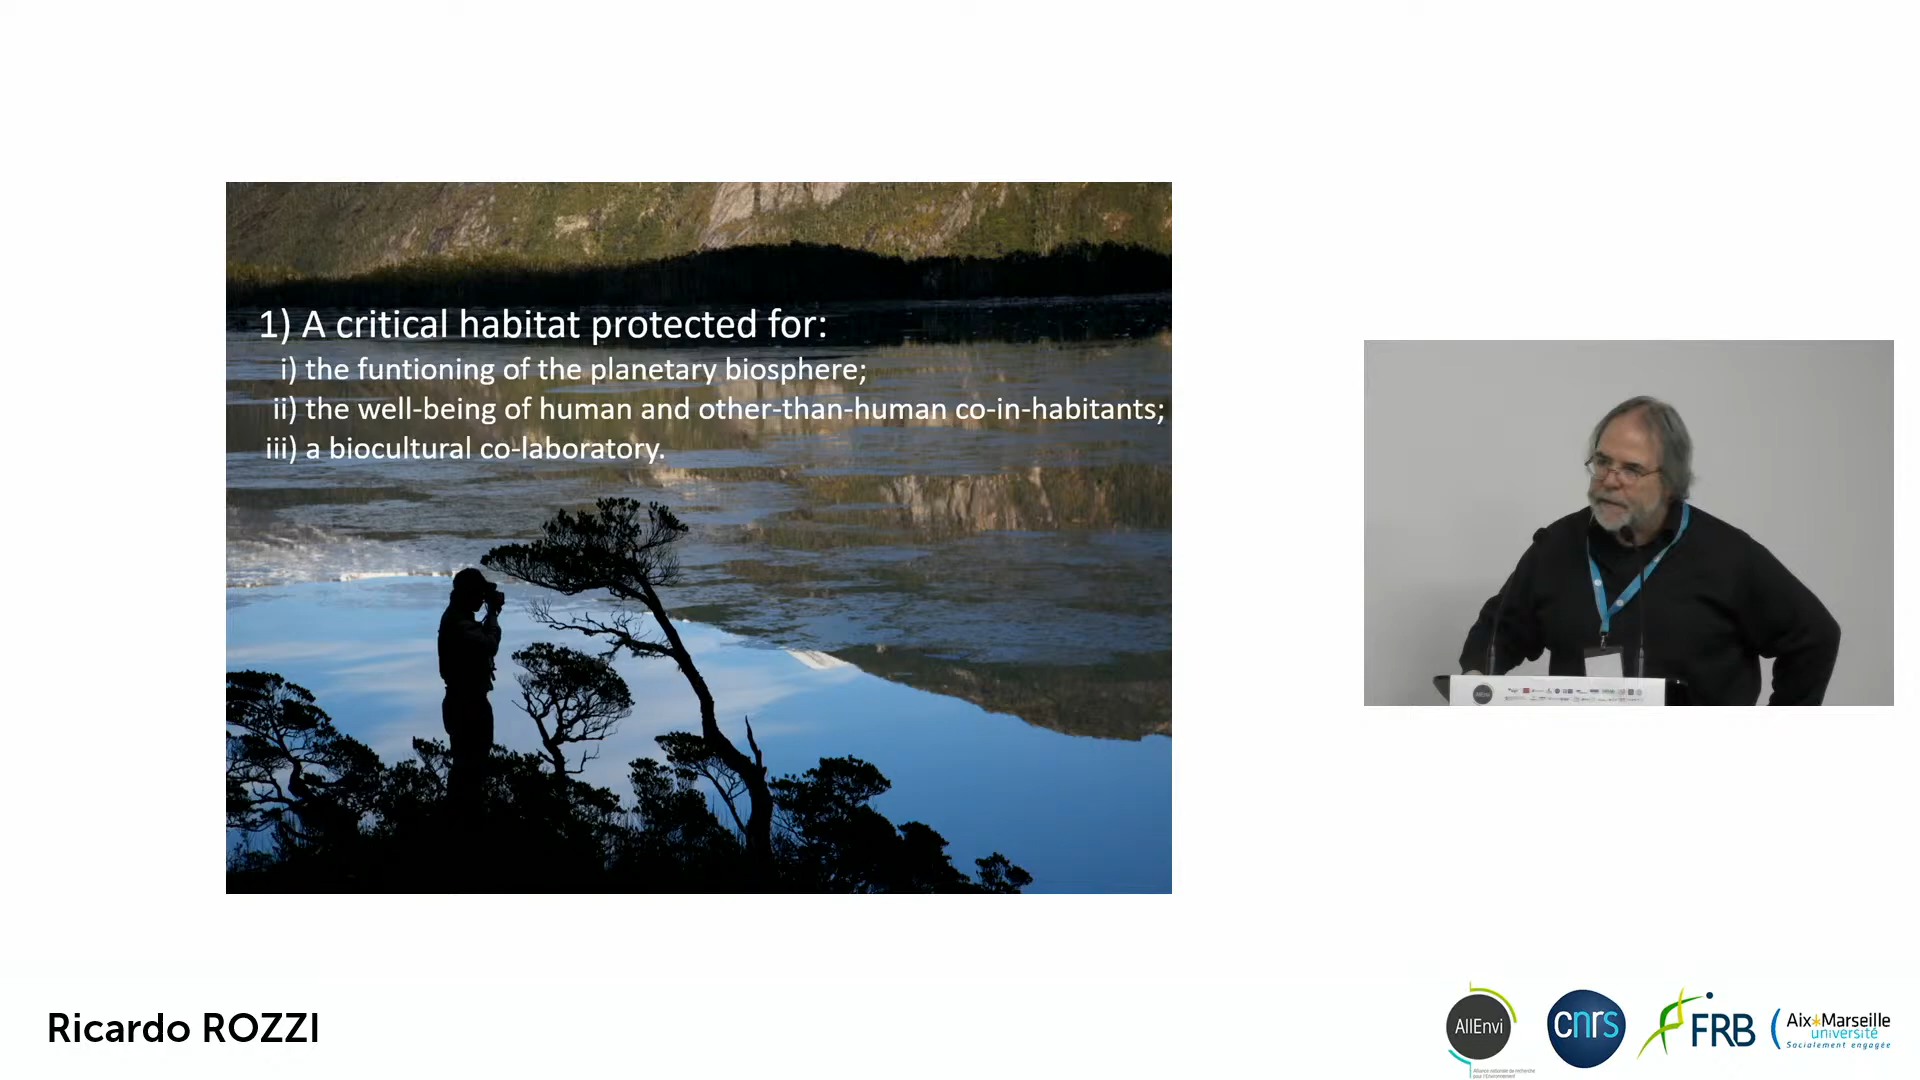 1) A critical habitat protected for:
i) the funtioning of the planetary biosphere;
ii) the well-being of human and other-than-human co-in-habitants;
iii) a biocultural co-laboratory.
Ricardo ROZZI
AllEnvi
Alliance nationale de recherche
pour l'Environnement
cnrs
FRB
Aix*Marseille
université
Socialement engagée